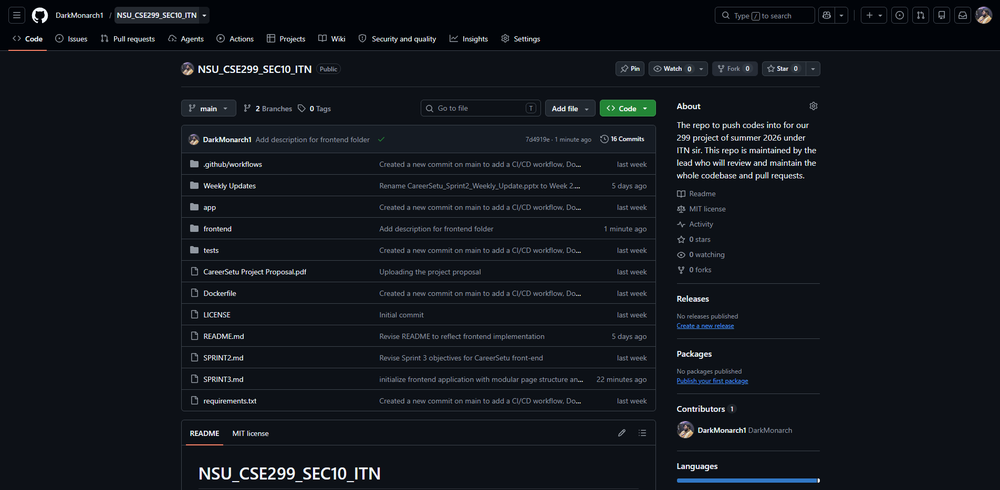 DarkMonarch1 / NSU_CSE299_SEC10_ITN
Type / to search
Code Issues Pull requests Agents Actions Projects Wiki Security and quality Insights Settings
NSU_CSE299_SEC10_ITN Public
Pin Watch 0 Fork 0 Star 0
main 2 Branches 0 Tags
Go to file T Add file Code
DarkMonarch1 Add description for frontend folder 7d4919e · 1 minute ago 16 Commits
.github/workflows Created a new commit on main to add a CI/CD workflow, Do... last week
Weekly Updates Rename CareerSetu_Sprint2_Weekly_Update.pptx to Week 2.... 5 days ago
app Created a new commit on main to add a CI/CD workflow, Do... last week
frontend Add description for frontend folder 1 minute ago
tests Created a new commit on main to add a CI/CD workflow, Do... last week
CareerSetu Project Proposal.pdf Uploading the project proposal last week
Dockerfile Created a new commit on main to add a CI/CD workflow, Do... last week
LICENSE Initial commit last week
README.md Revise README to reflect frontend implementation 5 days ago
SPRINT2.md Revise Sprint 3 objectives for CareerSetu front-end last week
SPRINT3.md initialize frontend application with modular page structure an... 22 minutes ago
requirements.txt Created a new commit on main to add a CI/CD workflow, Do... last week
README MIT license
NSU_CSE299_SEC10_ITN
About
The repo to push codes into for our
299 project of summer 2026 under
ITN sir. This repo is maintained by the
lead who will review and maintain the
whole codebase and pull requests.
Readme
MIT license
Activity
0 stars
0 watching
0 forks
Releases
No releases published
Create a new release
Packages
No packages published
Publish your first package
Contributors 1
DarkMonarch1 DarkMonarch
Languages